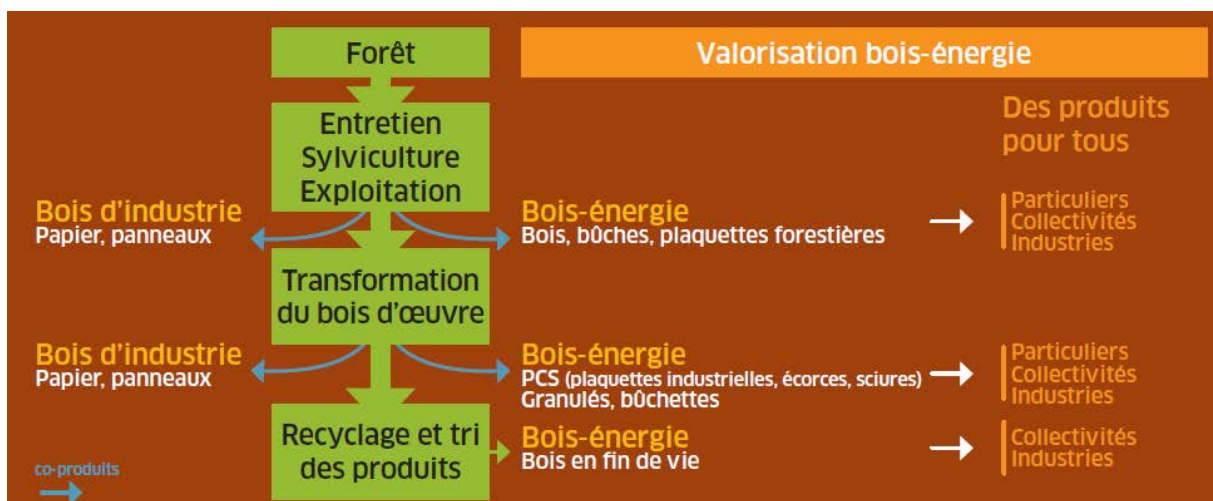 Forêt
Valorisation bois-énergie
Des produits
pour tous
Entretien
Sylviculture
Exploitation
Bois d'industrie
Papier, panneaux
Bois-énergie
Bois, bûches, plaquettes forestières
Particuliers
Collectivités
Industries
Transformation
du bois d'œuvre
Bois d'industrie
Papier, panneaux
Bois-énergie
PCS (plaquettes industrielles, écorces, sciures)
Granulés, bûchettes
Particuliers
Collectivités
Industries
Recyclage et tri
des produits
Bois-énergie
Bois en fin de vie
Collectivités
Industries
co-produits